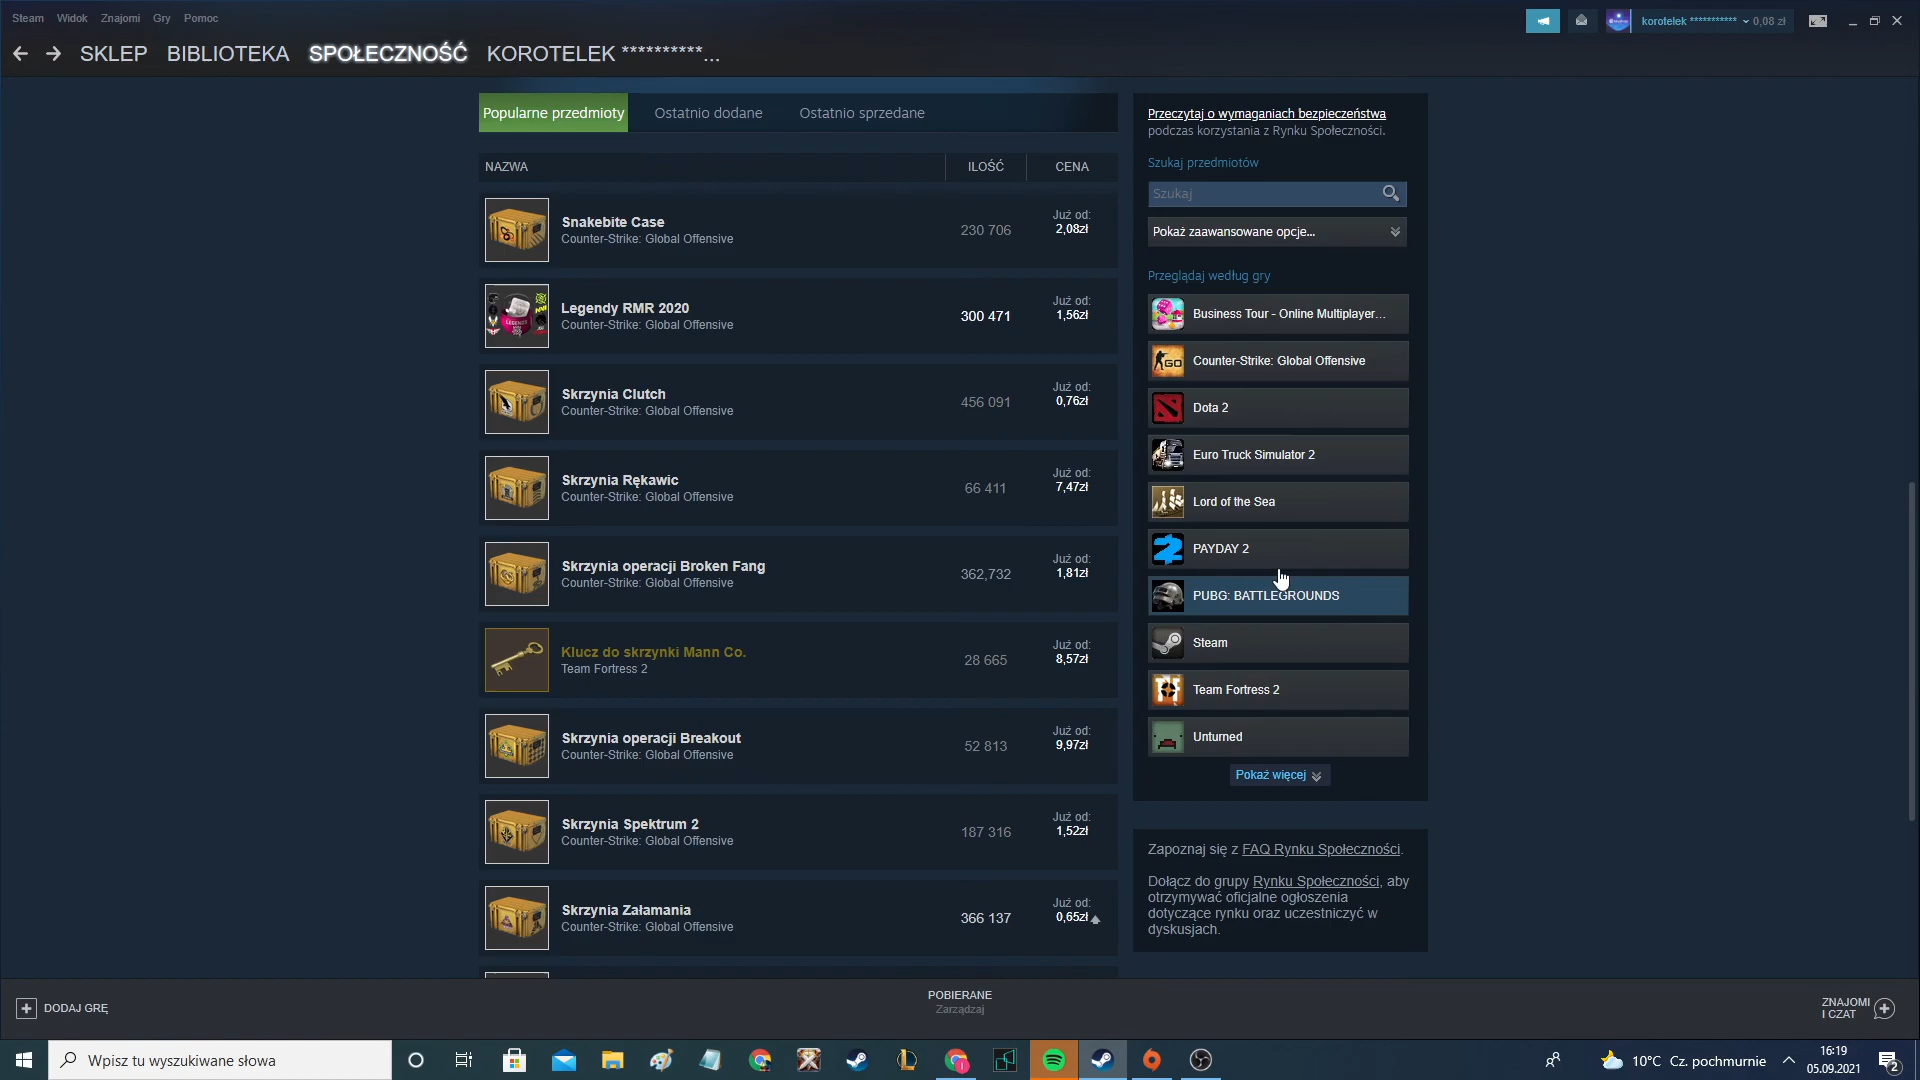 Steam Widok Znajomi Gry Pomoc
korotelek *********** 0,08 zł
SKLEP BIBLIOTEKA SPOŁECZNOŚĆ KOROTELEK **********...
Popularne przedmioty Ostatnio dodane Ostatnio sprzedane
NAZWA ILOŚĆ CENA
Snakebite Case
Counter-Strike: Global Offensive
230 706
Już od:
2,08zł
Legendy RMR 2020
Counter-Strike: Global Offensive
300 471
Już od:
1,56zł
Skrzynia Clutch
Counter-Strike: Global Offensive
456 091
Już od:
0,76zł
Skrzynia Rękawic
Counter-Strike: Global Offensive
66 411
Już od:
7,47zł
Skrzynia operacji Broken Fang
Counter-Strike: Global Offensive
362,732
Już od:
1,81zł
Klucz do skrzynki Mann Co.
Team Fortress 2
28 665
Już od:
8,57zł
Skrzynia operacji Breakout
Counter-Strike: Global Offensive
52 813
Już od:
9,97zł
Skrzynia Spektrum 2
Counter-Strike: Global Offensive
187 316
Już od:
1,52zł
Skrzynia Załamania
Counter-Strike: Global Offensive
366 137
Już od:
0,65zł
Przeczytaj o wymaganiach bezpieczeństwa
podczas korzystania z Rynku Społeczności.
Szukaj przedmiotów
Szukaj
Pokaż zaawansowane opcje...
Przeglądaj według gry
Business Tour - Online Multiplayer...
Counter-Strike: Global Offensive
Dota 2
Euro Truck Simulator 2
Lord of the Sea
PAYDAY 2
PUBG: BATTLEGROUNDS
Steam
Team Fortress 2
Unturned
Pokaż więcej
Zapoznaj się z FAQ Rynku Społeczności.
Dołącz do grupy Rynku Społeczności, aby
otrzymywać oficjalne ogłoszenia
dotyczące rynku oraz uczestniczyć w
dyskusjach.
DODAJ GRĘ
POBIERANE
Zarządzaj
ZNAJOMI
I CZAT
Wpisz tu wyszukiwane słowa
10°C Cz. pochmurnie
16:19
05.09.2021
2